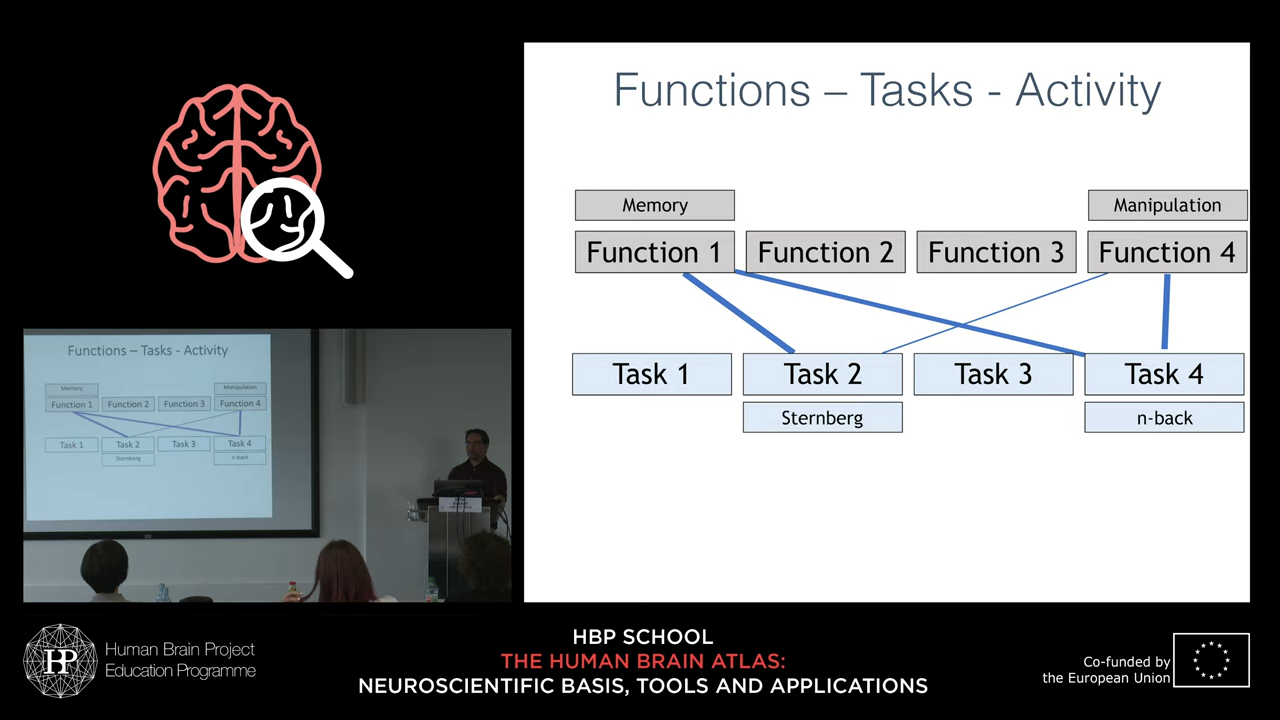 Functions – Tasks - Activity
Memory
Manipulation
Function 1
Function 2
Function 3
Function 4
Task 1
Task 2
Task 3
Task 4
Sternberg
n-back
Functions – Tasks - Activity
Memory
Manipulation
Function 1
Function 2
Function 3
Function 4
Task 1
Task 2
Task 3
Task 4
Sternberg
n-back
HBP
Human Brain Project
Education Programme
HBP SCHOOL
THE HUMAN BRAIN ATLAS:
NEUROSCIENTIFIC BASIS, TOOLS AND APPLICATIONS
Co-funded by
the European Union